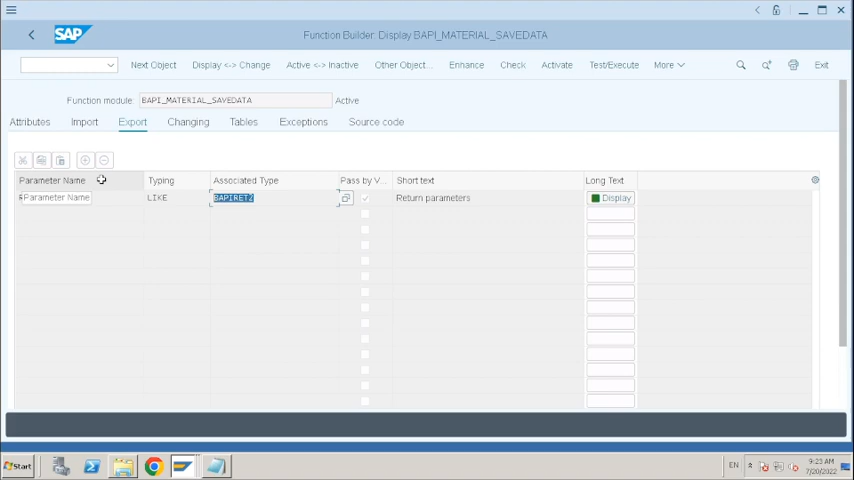 SAP
Function Builder: Display BAPI_MATERIAL_SAVEDATA
Next Object Display <-> Change Active <-> Inactive Other Object... Enhance Check Activate Test/Execute More Exit
Function module: BAPI_MATERIAL_SAVEDATA Active
Attributes Import Export Changing Tables Exceptions Source code
Parameter Name Typing Associated Type Pass by V... Short text Long Text
Parameter Name LIKE BAPIRET2 Return parameters Display
Start EN 9:23 AM
7/20/2022